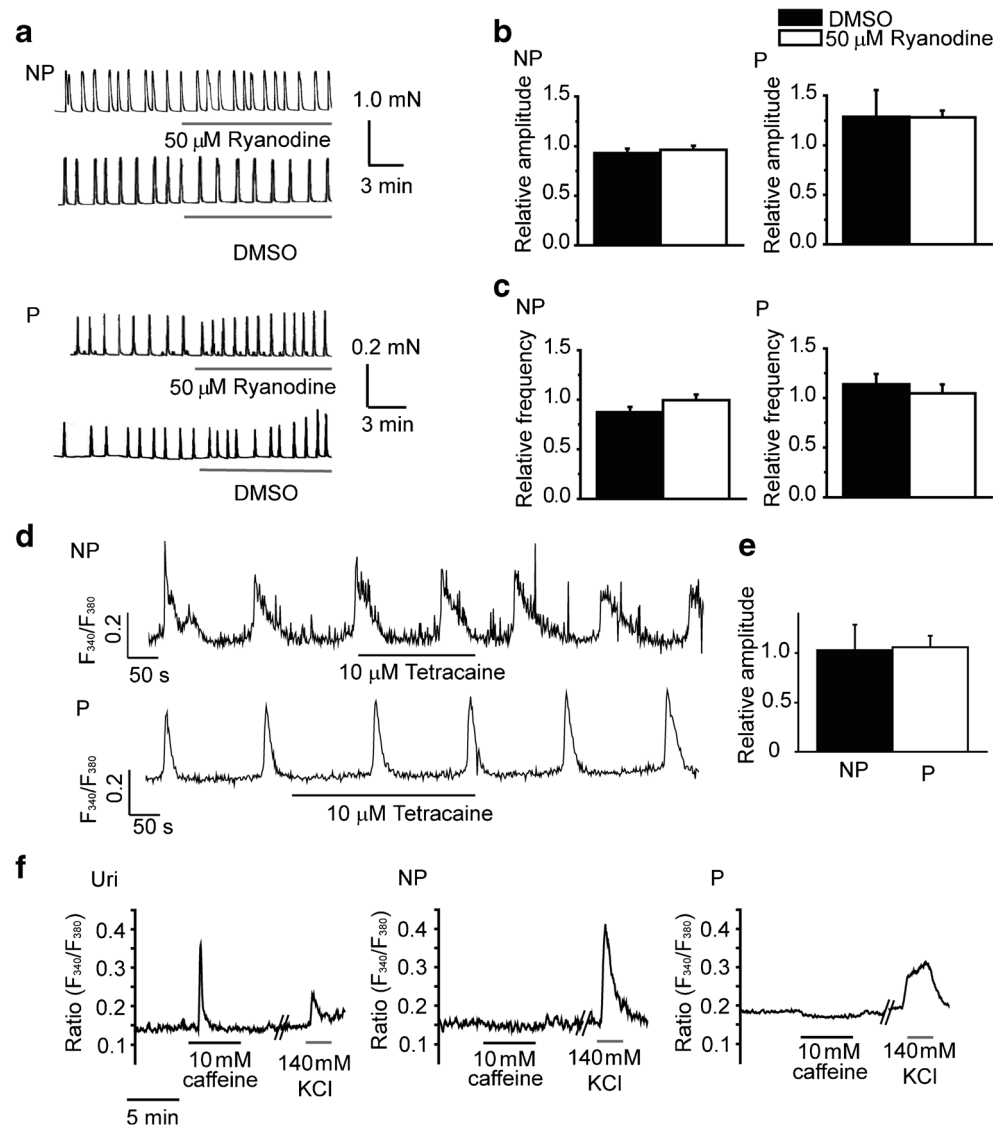 a
NP
50 µM Ryanodine
1.0 mN
3 min
DMSO
P
50 µM Ryanodine
0.2 mN
3 min
DMSO
b
DMSO
50 µM Ryanodine
NP
Relative amplitude
1.5
1.0
0.5
0.0
P
Relative amplitude
1.5
1.0
0.5
0.0
c
NP
Relative frequency
1.5
1.0
0.5
0.0
P
Relative frequency
1.5
1.0
0.5
0.0
d
NP
F340/F380
0.2
50 s
10 µM Tetracaine
P
F340/F380
0.2
50 s
10 µM Tetracaine
e
Relative amplitude
1.0
0.5
0
NP P
f
Uri
Ratio (F340/F380)
0.4
0.3
0.2
0.1
10 mM
caffeine
140 mM
KCl
5 min
NP
Ratio (F340/F380)
0.4
0.3
0.2
0.1
10 mM
caffeine
140 mM
KCl
P
Ratio (F340/F380)
0.4
0.3
0.2
0.1
10 mM
caffeine
140 mM
KCl